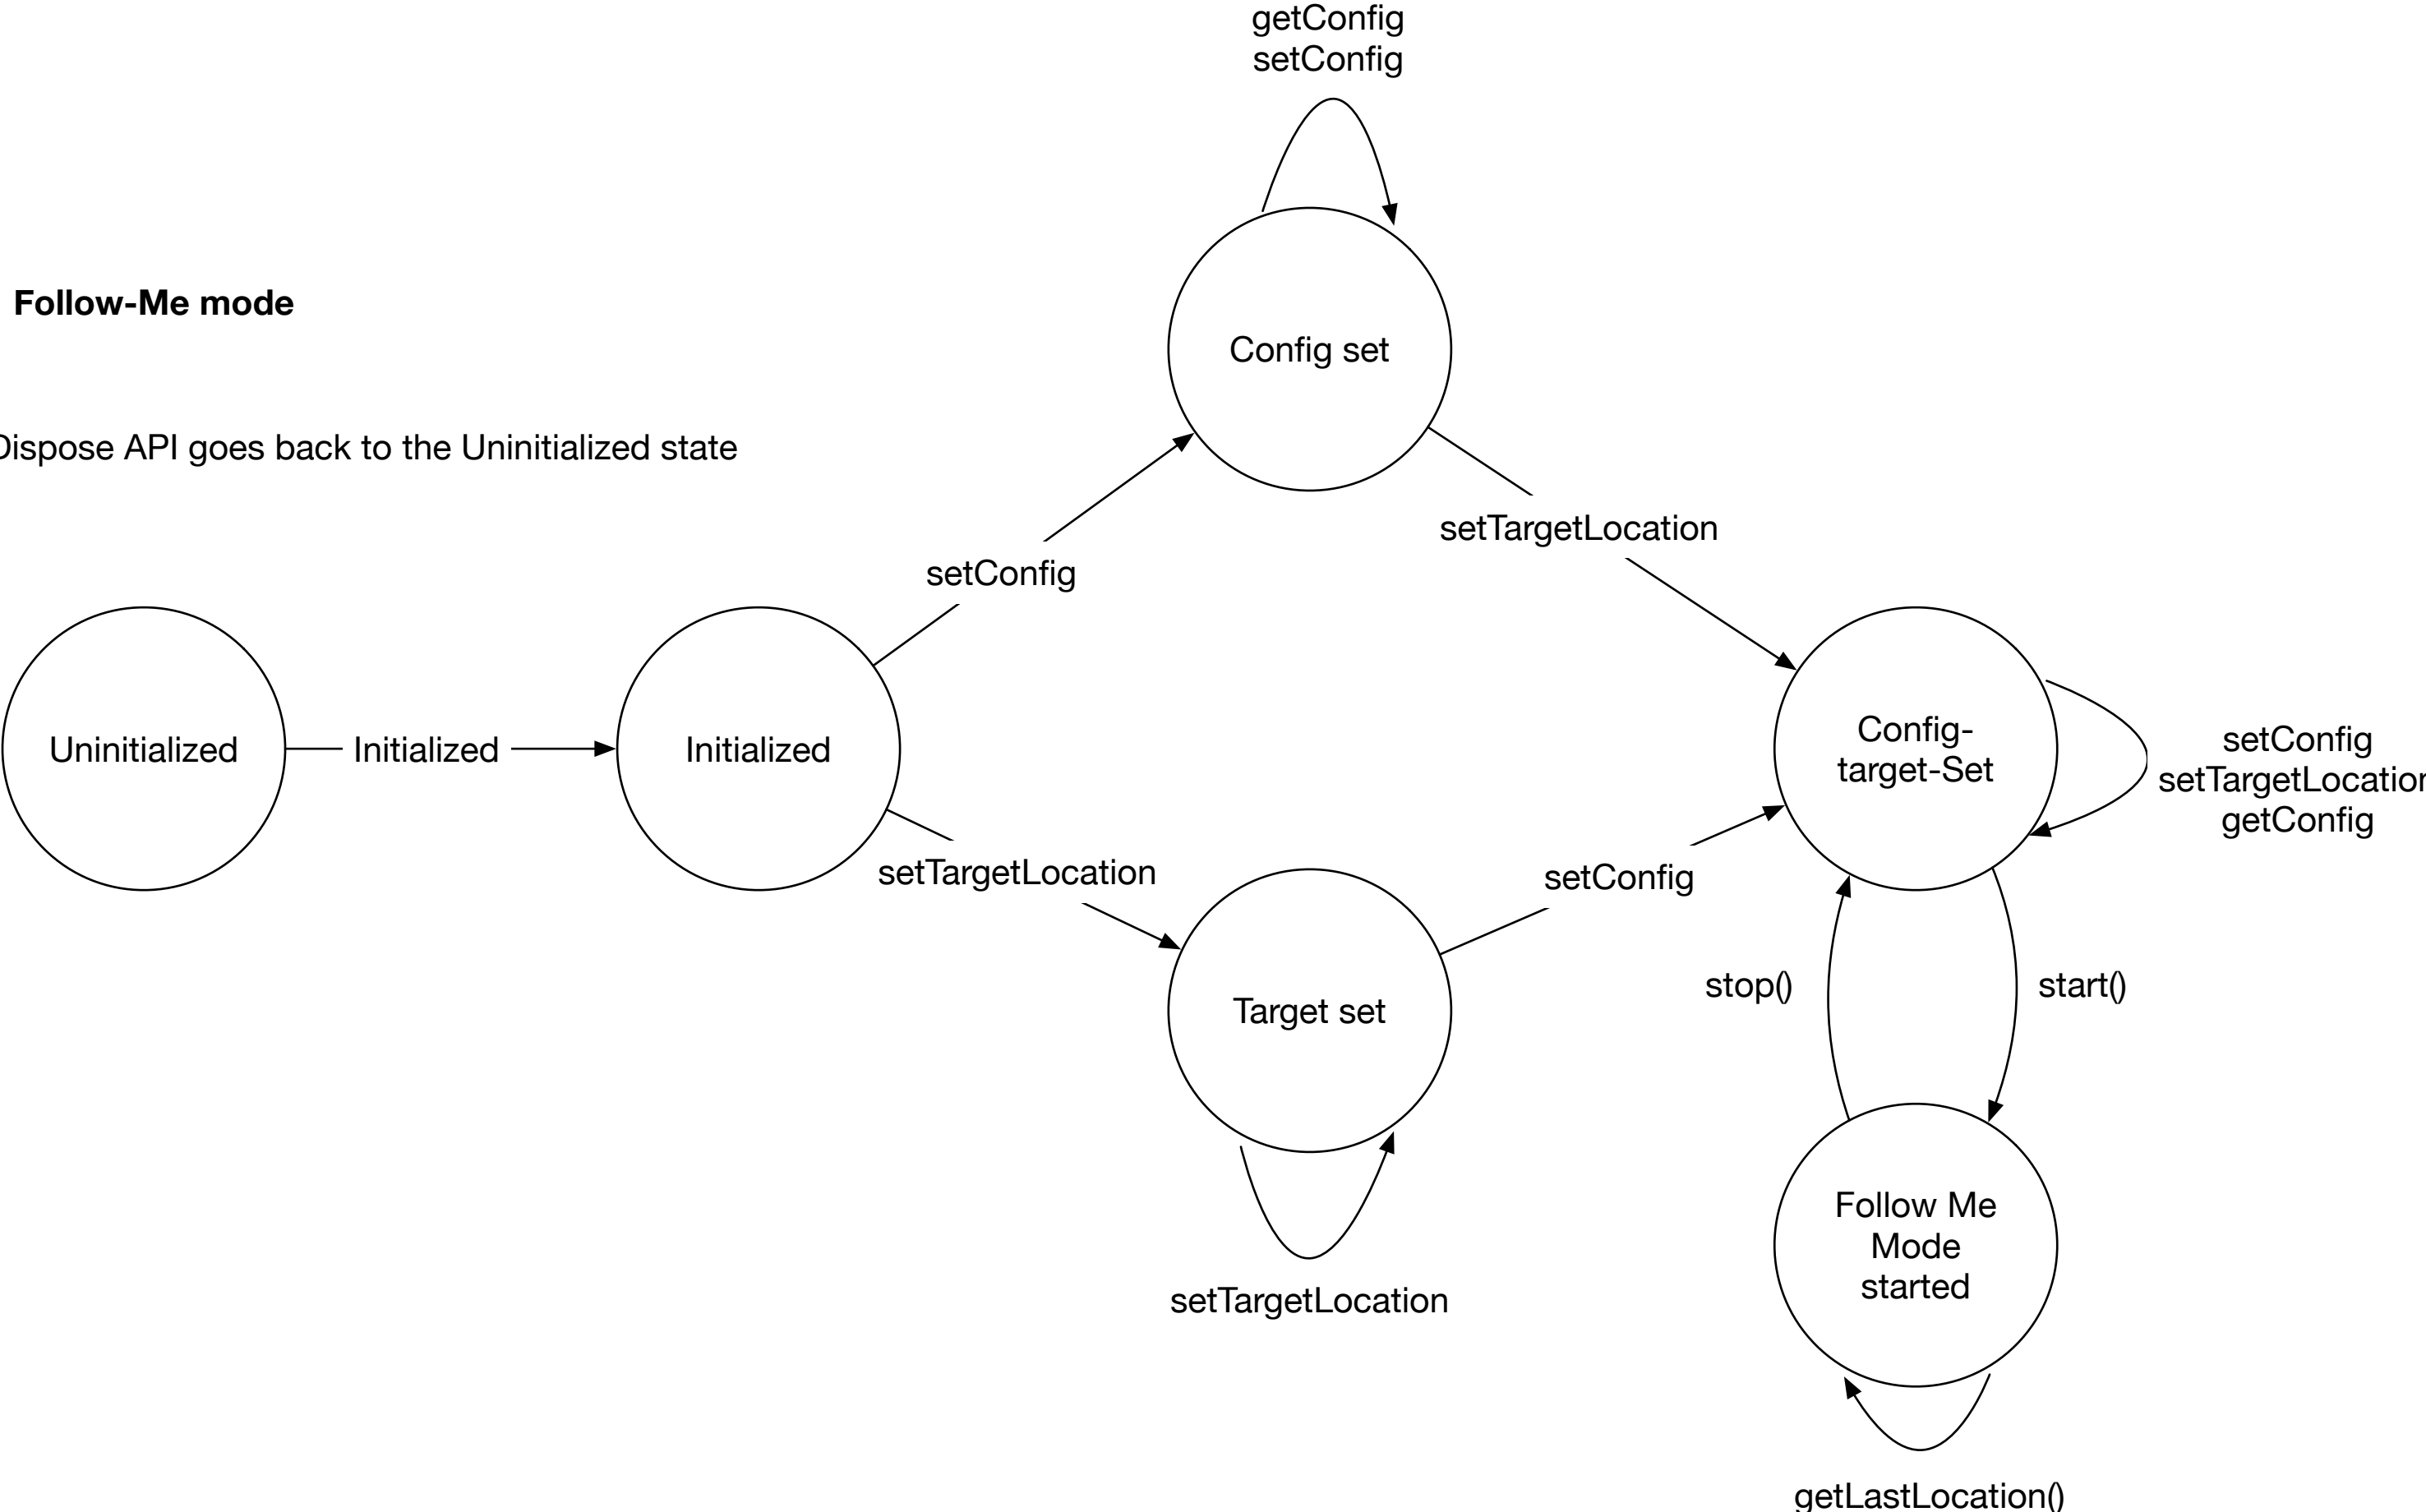 getConfig
setConfig
Follow-Me mode
Config set
Dispose API goes back to the Uninitialized state
setTargetLocation
setConfig
Uninitialized
Initialized
Initialized
Config-
target-Set
setConfig
setTargetLocation
getConfig
setTargetLocation
setConfig
Target set
stop()
start()
Follow Me
Mode
started
setTargetLocation
getLastLocation()